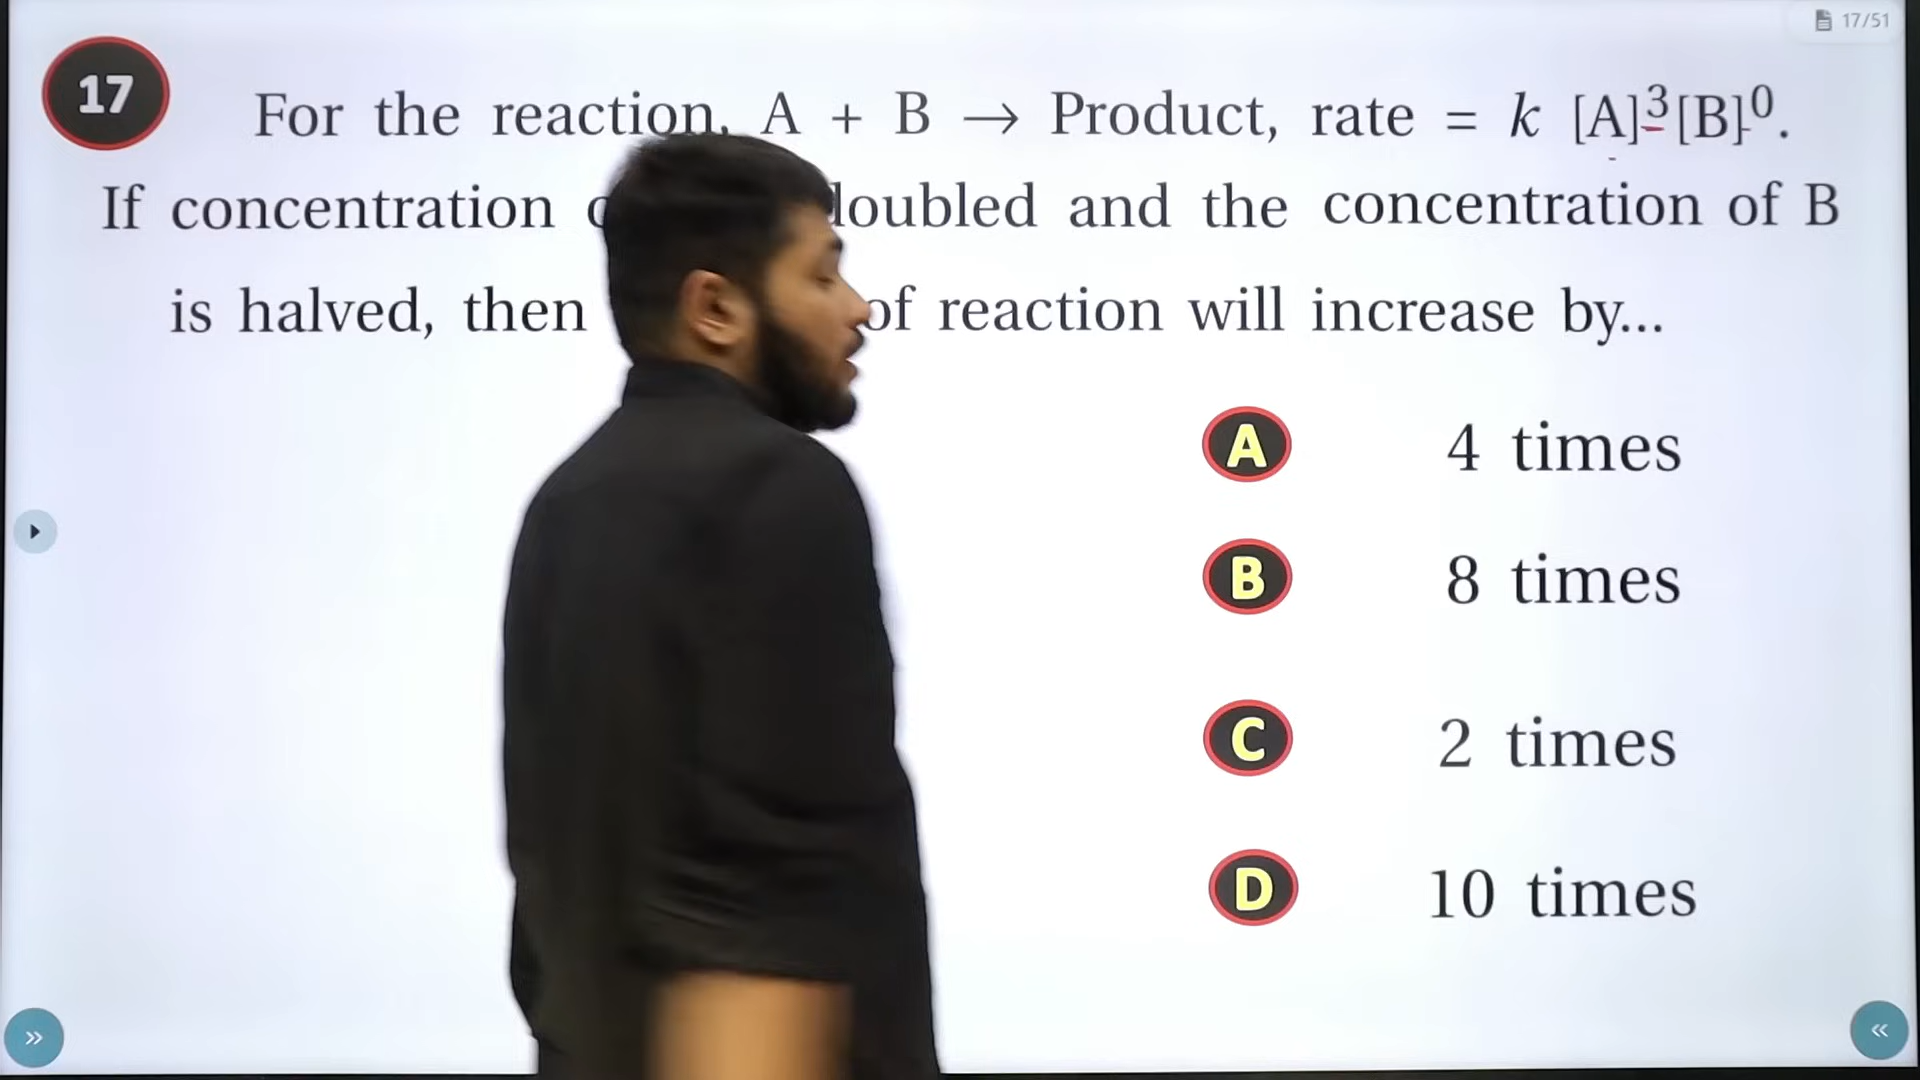 17/51
17
For the reaction, A + B → Product, rate = k [A]³[B]⁰.
If concentration doubled and the concentration of B
is halved, then of reaction will increase by...
A 4 times
B 8 times
C 2 times
D 10 times